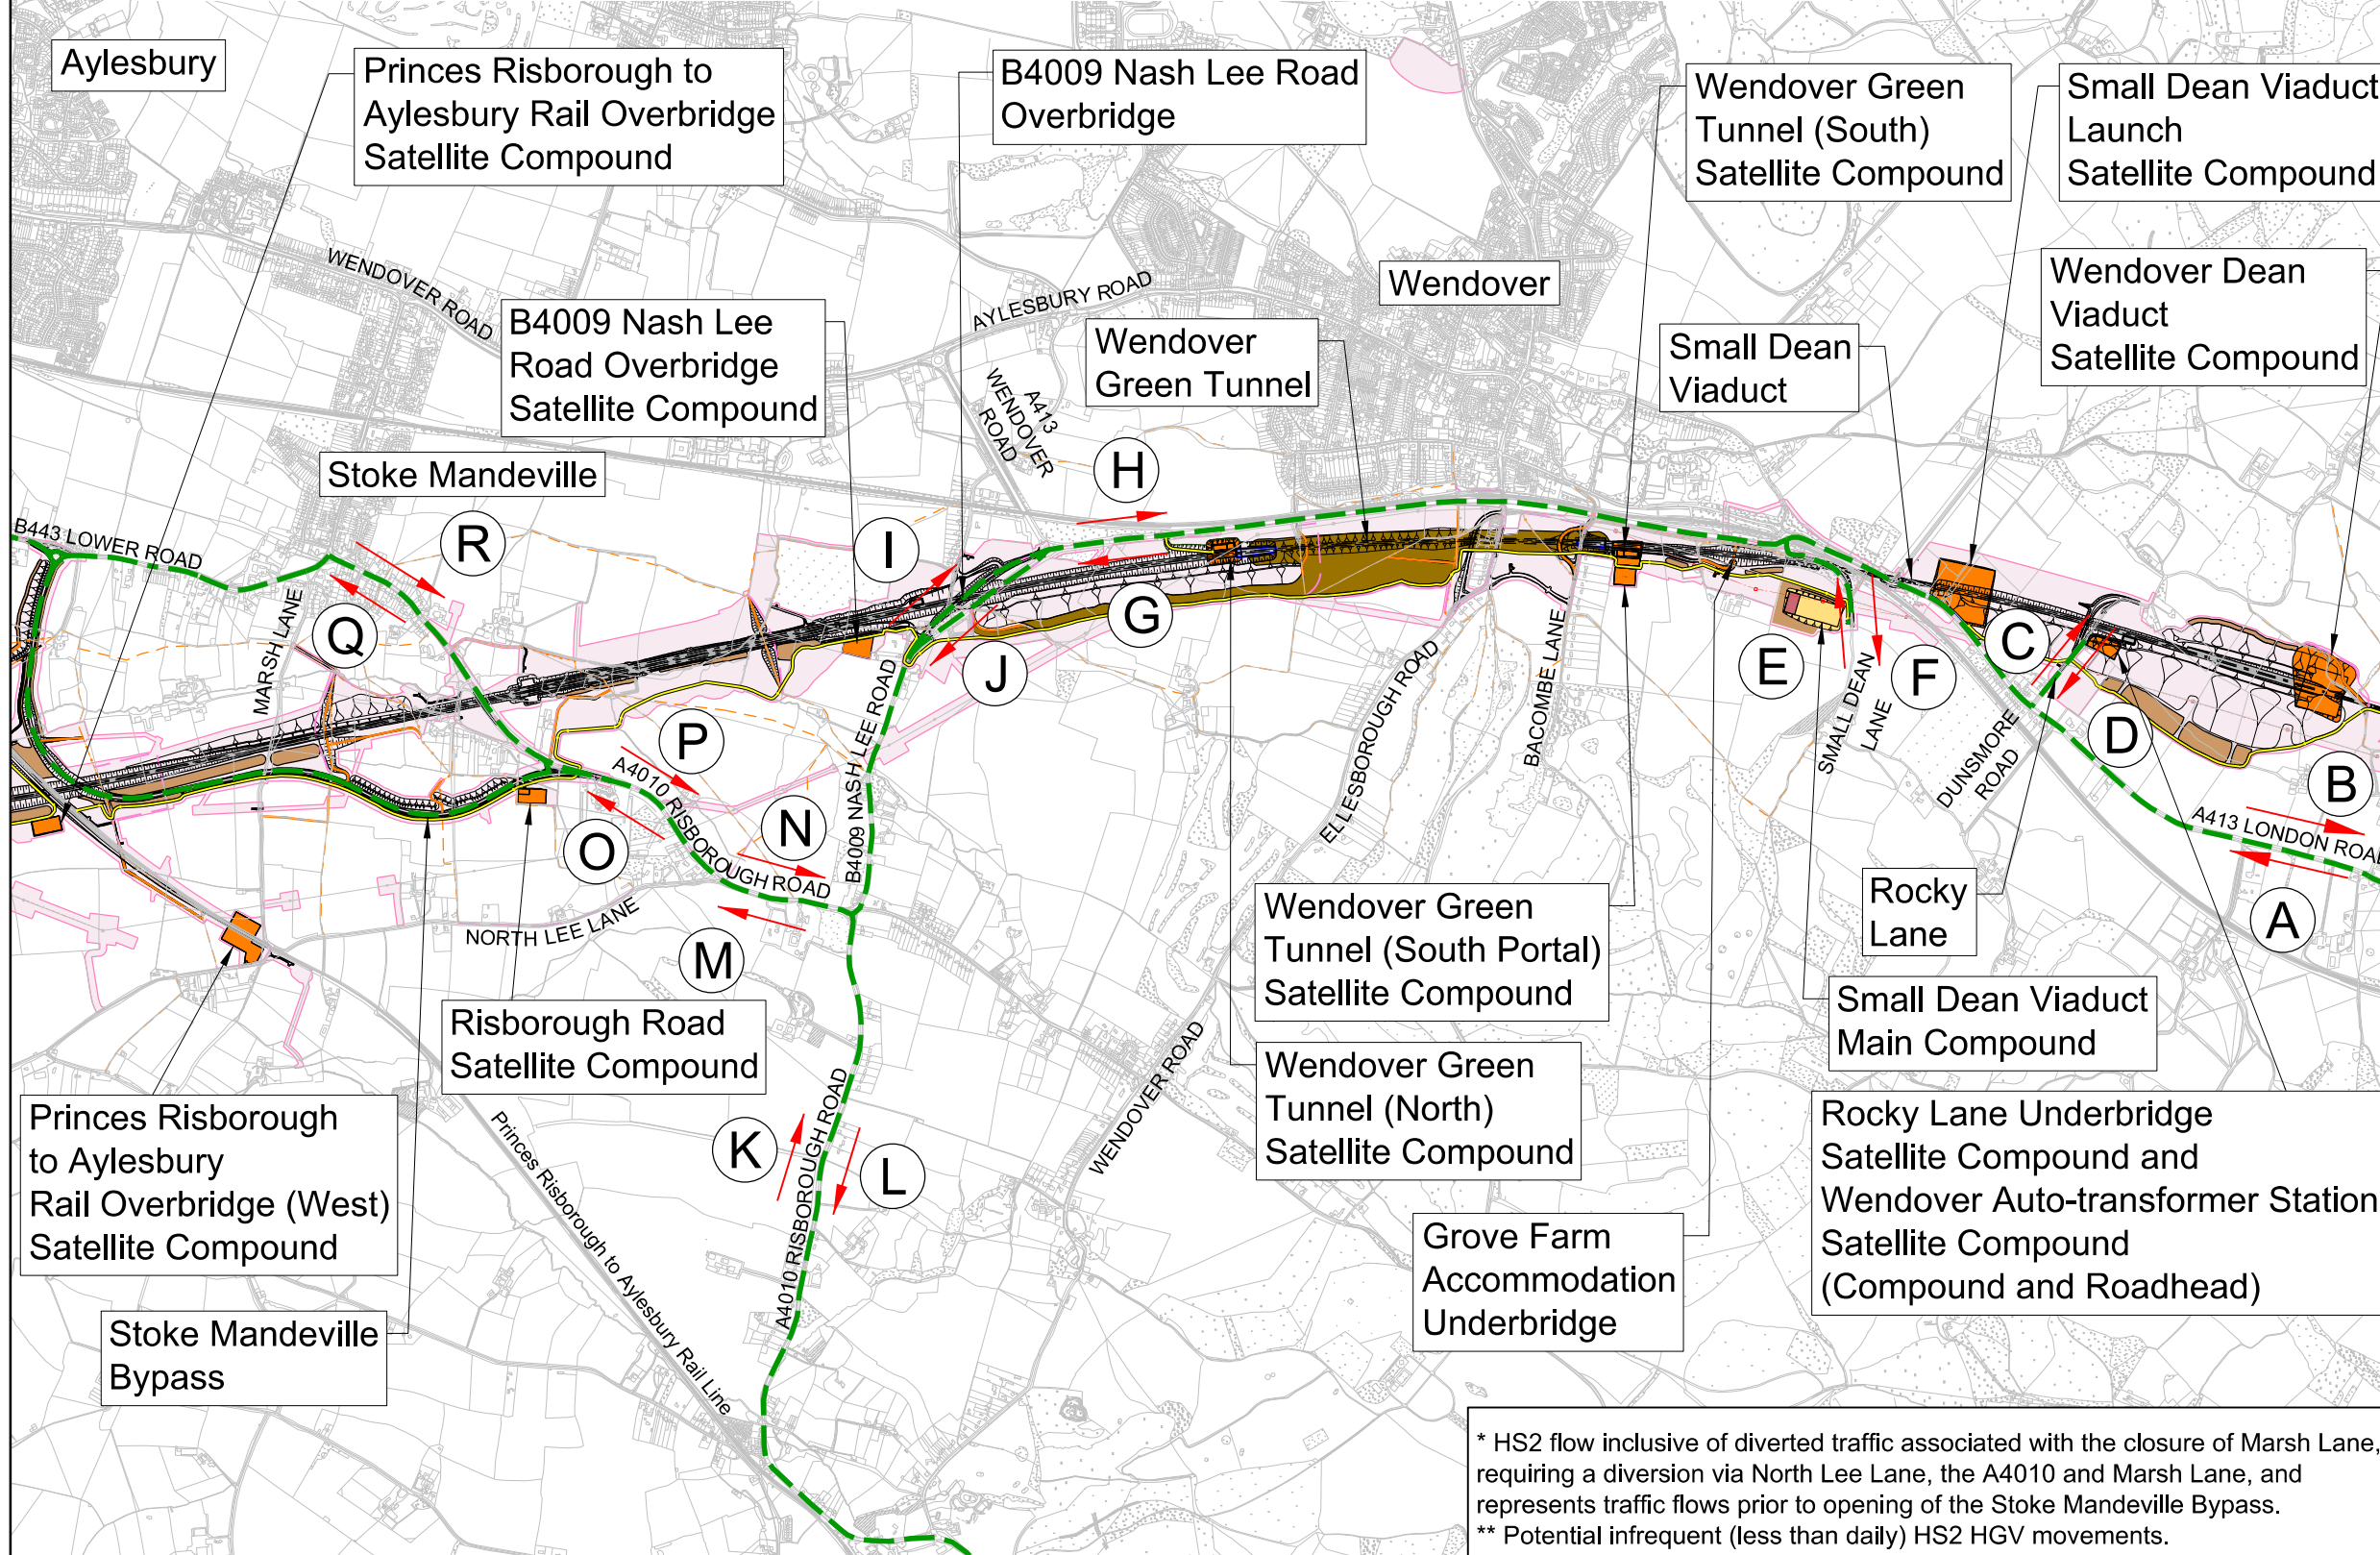 Aylesbury
Princes Risborough to
Aylesbury Rail Overbridge
Satellite Compound
B4009 Nash Lee Road
Overbridge
Wendover Green
Tunnel (South)
Satellite Compound
Small Dean Viaduct
Launch
Satellite Compound
WENDOVER ROAD
AYLESBURY ROAD
Wendover
Wendover Dean
Viaduct
Satellite Compound
B4009 Nash Lee
Road Overbridge
Satellite Compound
Wendover
Green Tunnel
Small Dean
Viaduct
A413
WENDOVER
ROAD
Stoke Mandeville
H
R
I
B443 LOWER ROAD
MARSH LANE
Q
G
J
E
F
C
D
B
A
P
O
N
M
K
L
A4010 RISBOROUGH ROAD
B4009 NASH LEE ROAD
ELLESBOROUGH ROAD
BACOMBE LANE
SMALL DEAN
LANE
DUNSMORE
ROAD
A413 LONDON ROAD
NORTH LEE LANE
Wendover Green
Tunnel (South Portal)
Satellite Compound
Rocky
Lane
Small Dean Viaduct
Main Compound
Risborough Road
Satellite Compound
Wendover Green
Tunnel (North)
Satellite Compound
WENDOVER ROAD
A4010 RISBOROUGH ROAD
Princes Risborough to Aylesbury Rail Line
Princes Risborough
to Aylesbury
Rail Overbridge (West)
Satellite Compound
Rocky Lane Underbridge
Satellite Compound and
Wendover Auto-transformer Station
Satellite Compound
(Compound and Roadhead)
Grove Farm
Accommodation
Underbridge
Stoke Mandeville
Bypass
* HS2 flow inclusive of diverted traffic associated with the closure of Marsh Lane,
requiring a diversion via North Lee Lane, the A4010 and Marsh Lane, and
represents traffic flows prior to opening of the Stoke Mandeville Bypass.
** Potential infrequent (less than daily) HS2 HGV movements.